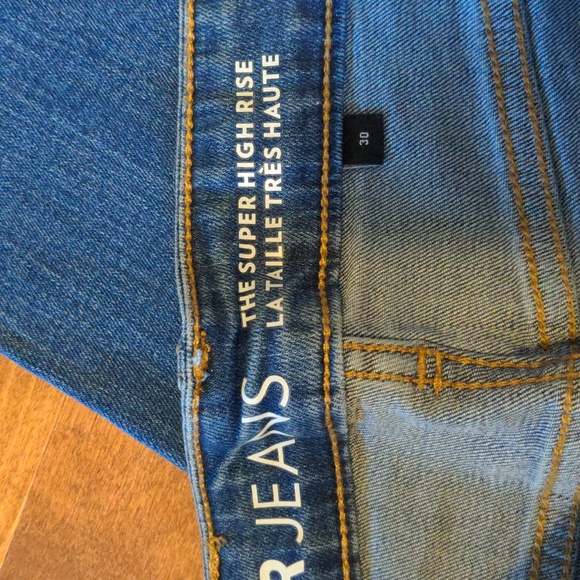 THE SUPER HIGH RISE
LA TAILLE TRÈS HAUTE
R JEANS
30